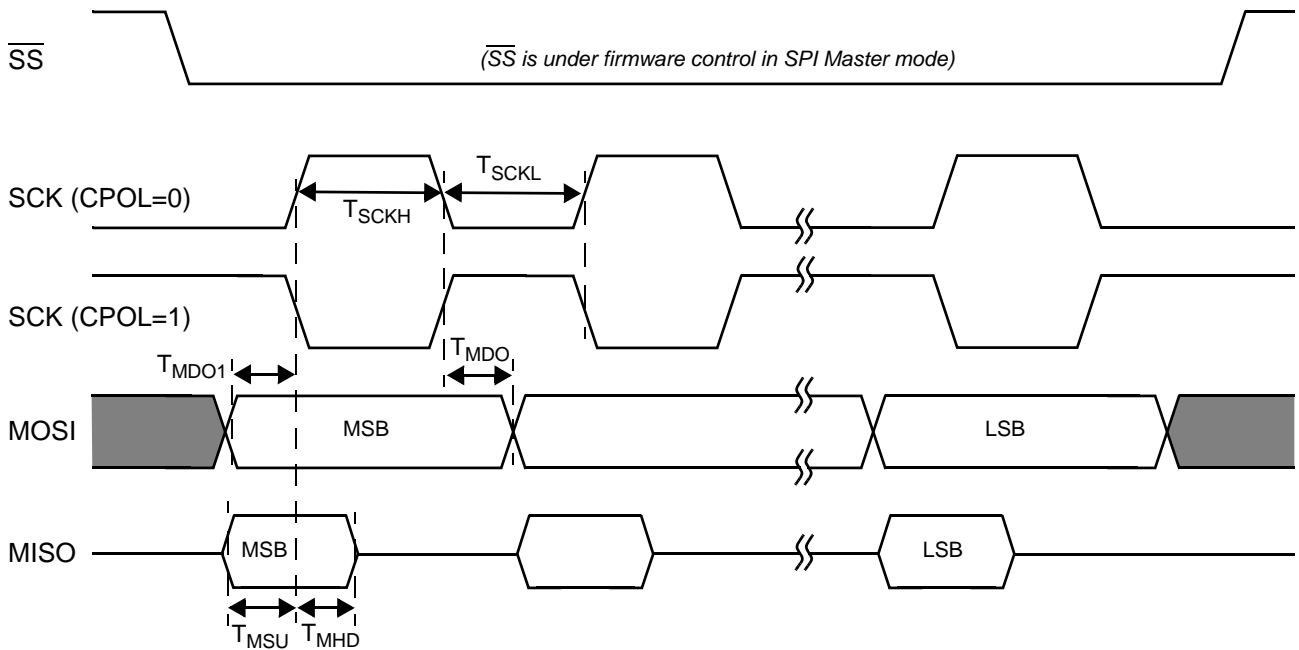 SS
(SS is under firmware control in SPI Master mode)
SCK (CPOL=0)
TSCKH
TSCKL
SCK (CPOL=1)
TMDO1
TMDO
MOSI
MSB
LSB
MISO
MSB
LSB
TMSU
TMHD